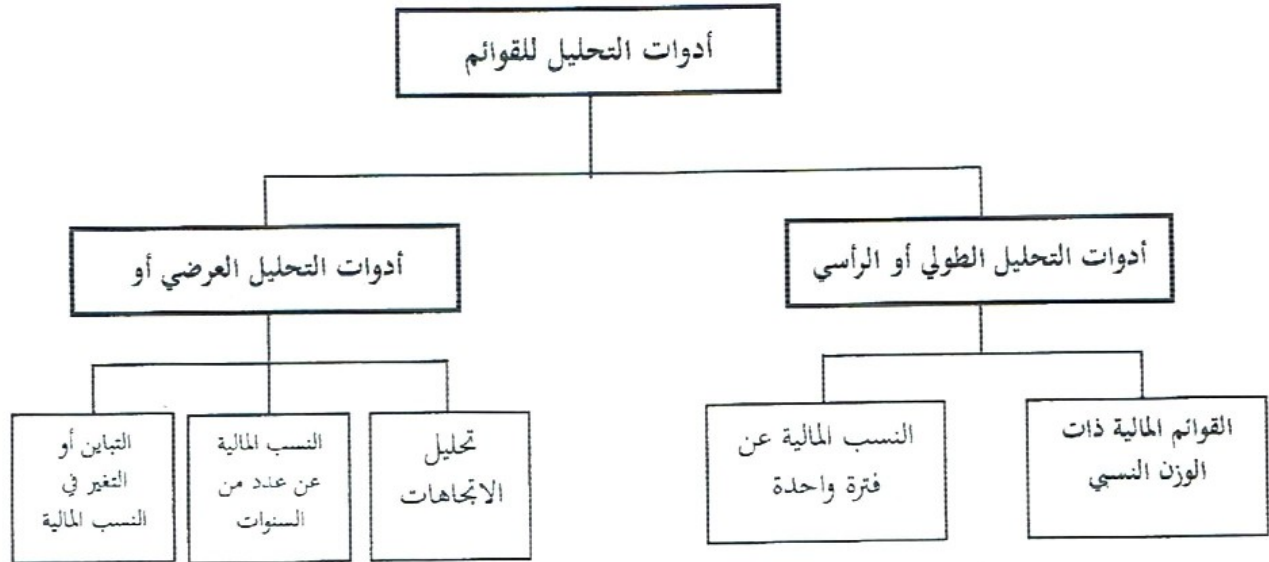 أدوات التحليل للقوائم
أدوات التحليل الطولي أو الرأسي
أدوات التحليل العرضي أو
القوائم المالية ذات
الوزن النسبي
النسب المالية عن
فترة واحدة
تحليل
الاتجاهات
النسب المالية
عن عدد من
السنوات
التباين أو
التغير في
النسب المالية